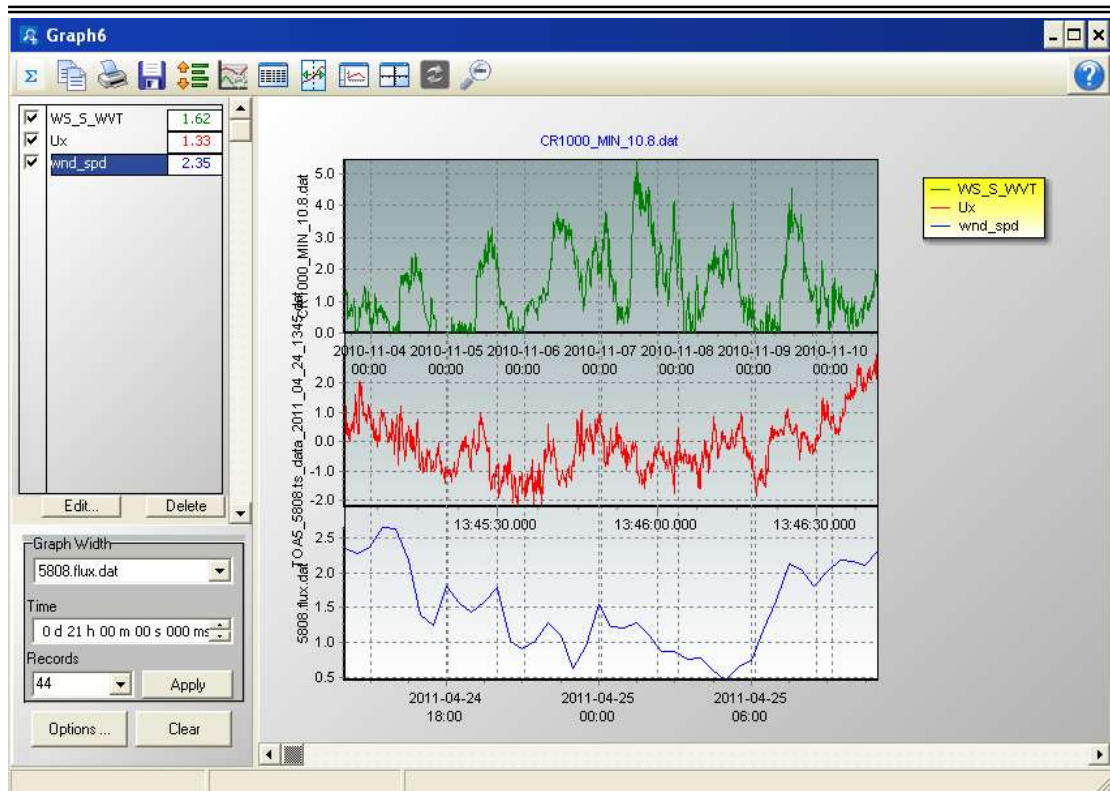 Graph6
WS_S_WVT 1.62
Ux 1.33
wnd_spd 2.35
Edit... Delete
Graph Width
5808.flux.dat
Time
0 d 21 h 00 m 00 s 000 ms
Records
44 Apply
Options ... Clear
CR1000_MIN_10.8.dat
WS_S_WVT
Ux
wnd_spd
CR1000_MIN_10.8.dat
5.0
4.0
3.0
2.0
1.0
0.0
2010-11-04 2010-11-05 2010-11-06 2010-11-07 2010-11-08 2010-11-09 2010-11-10
00:00 00:00 00:00 00:00 00:00 00:00 00:00
TOA5_5808.ts_data_2011_04_24_1345.dat
2.0
1.0
0.0
-1.0
-2.0
13:45:30.000 13:46:00.000 13:46:30.000
5808.flux.dat
2.5
2.0
1.5
1.0
0.5
2011-04-24 2011-04-25 2011-04-25
18:00 00:00 06:00